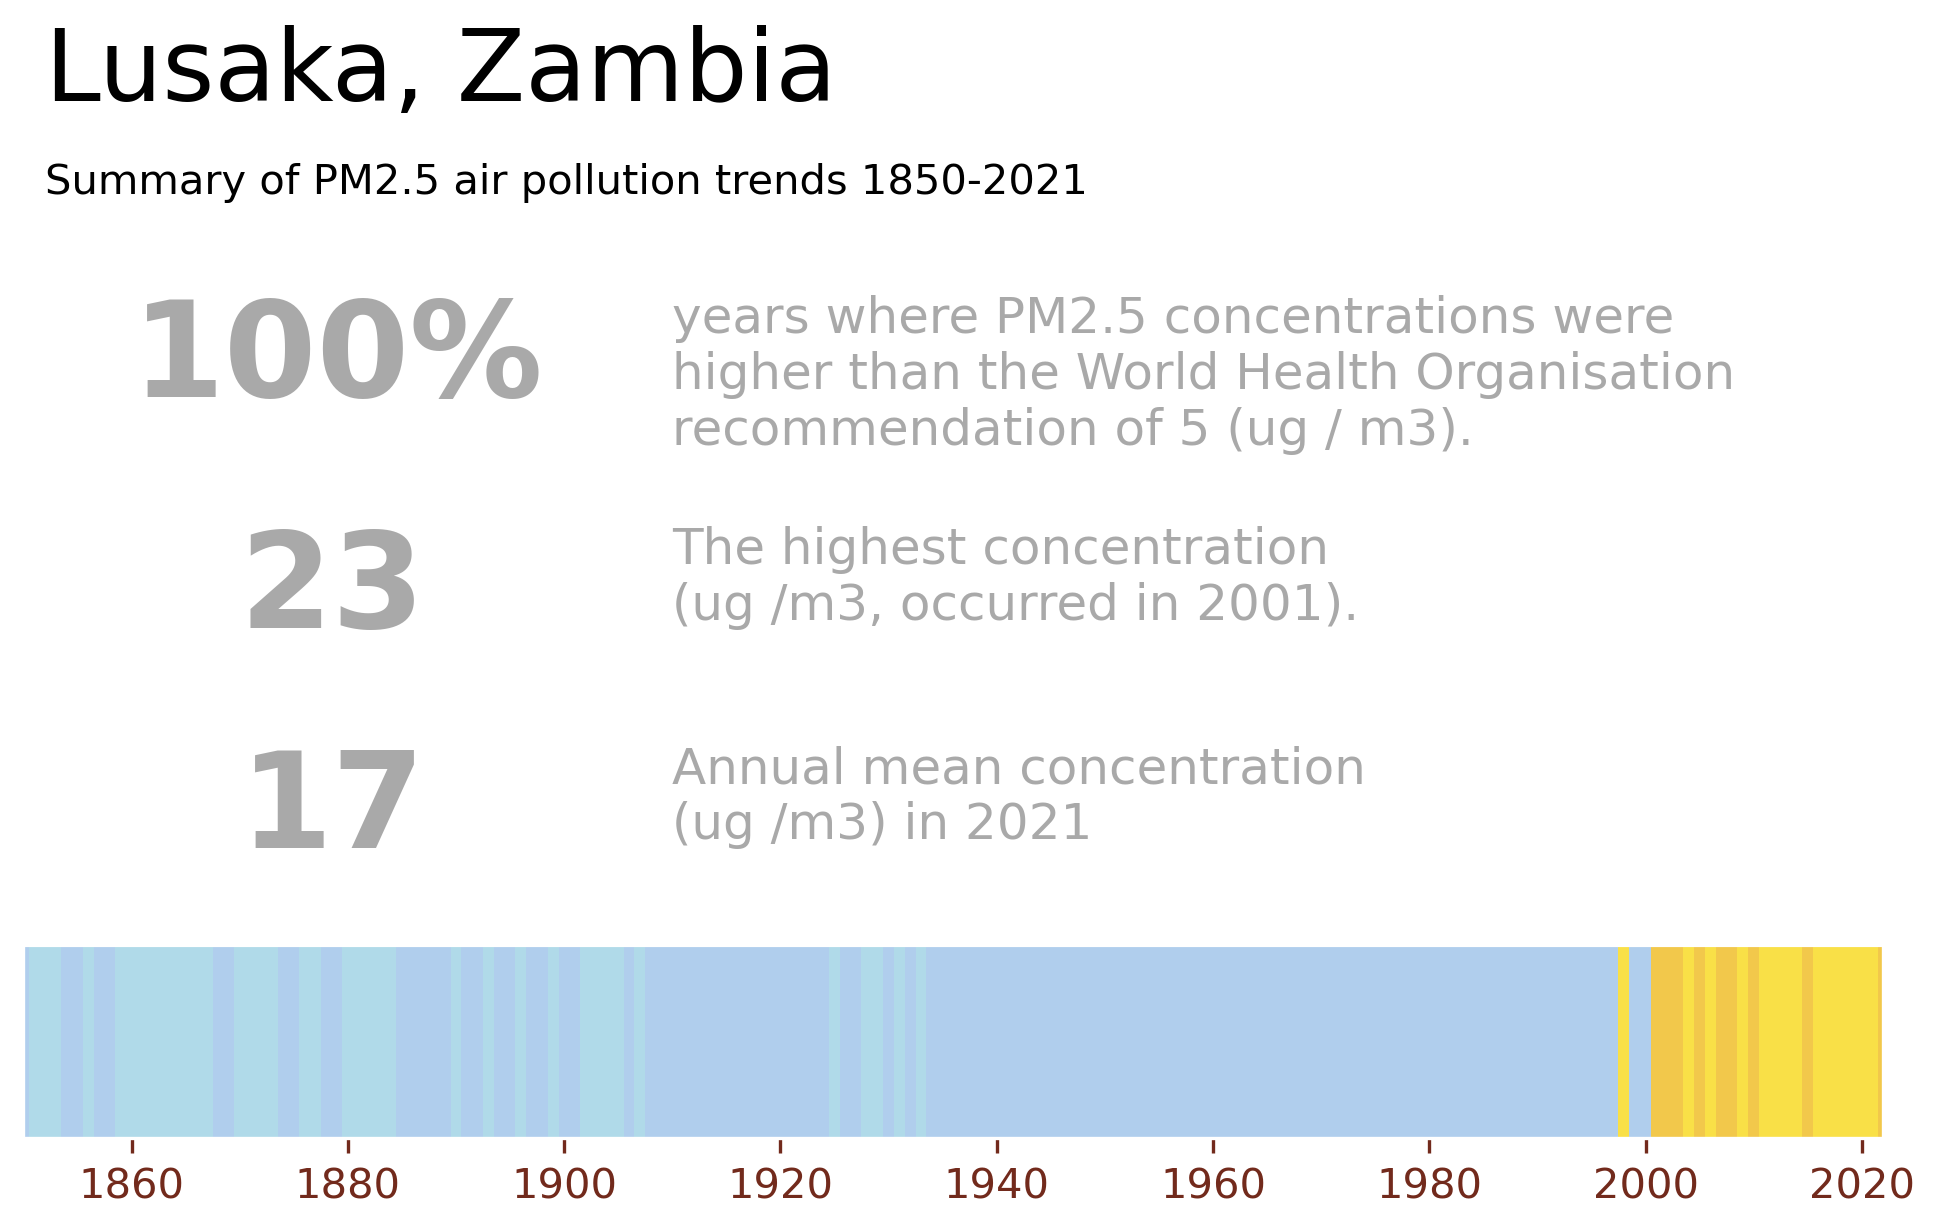 Lusaka, Zambia
Summary of PM2.5 air pollution trends 1850-2021
100%
years where PM2.5 concentrations were
higher than the World Health Organisation
recommendation of 5 (ug / m3).
23
The highest concentration
(ug /m3, occurred in 2001).
17
Annual mean concentration
(ug /m3) in 2021
1860 1880 1900 1920 1940 1960 1980 2000 2020